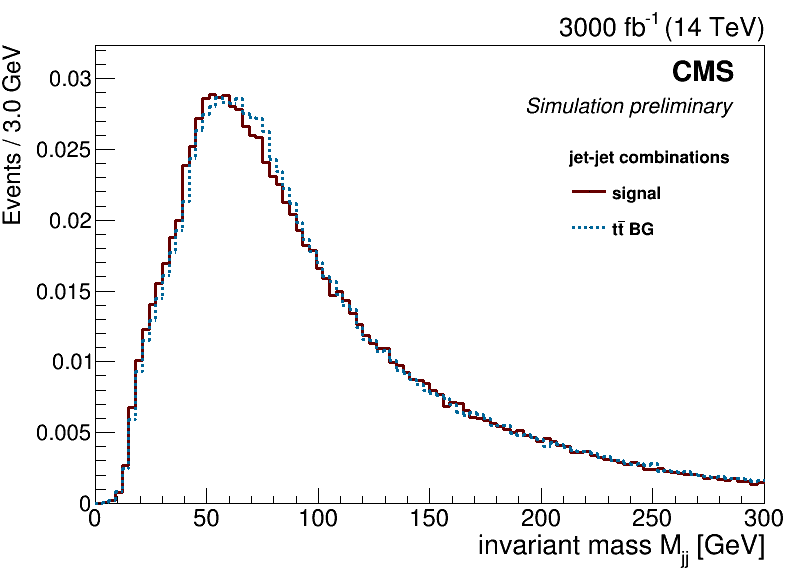 3000 fb⁻¹ (14 TeV)
CMS
Simulation preliminary
jet-jet combinations
signal
tt̄ BG
Events / 3.0 GeV
0.03
0.025
0.02
0.015
0.01
0.005
0
0 50 100 150 200 250 300
invariant mass Mjj [GeV]